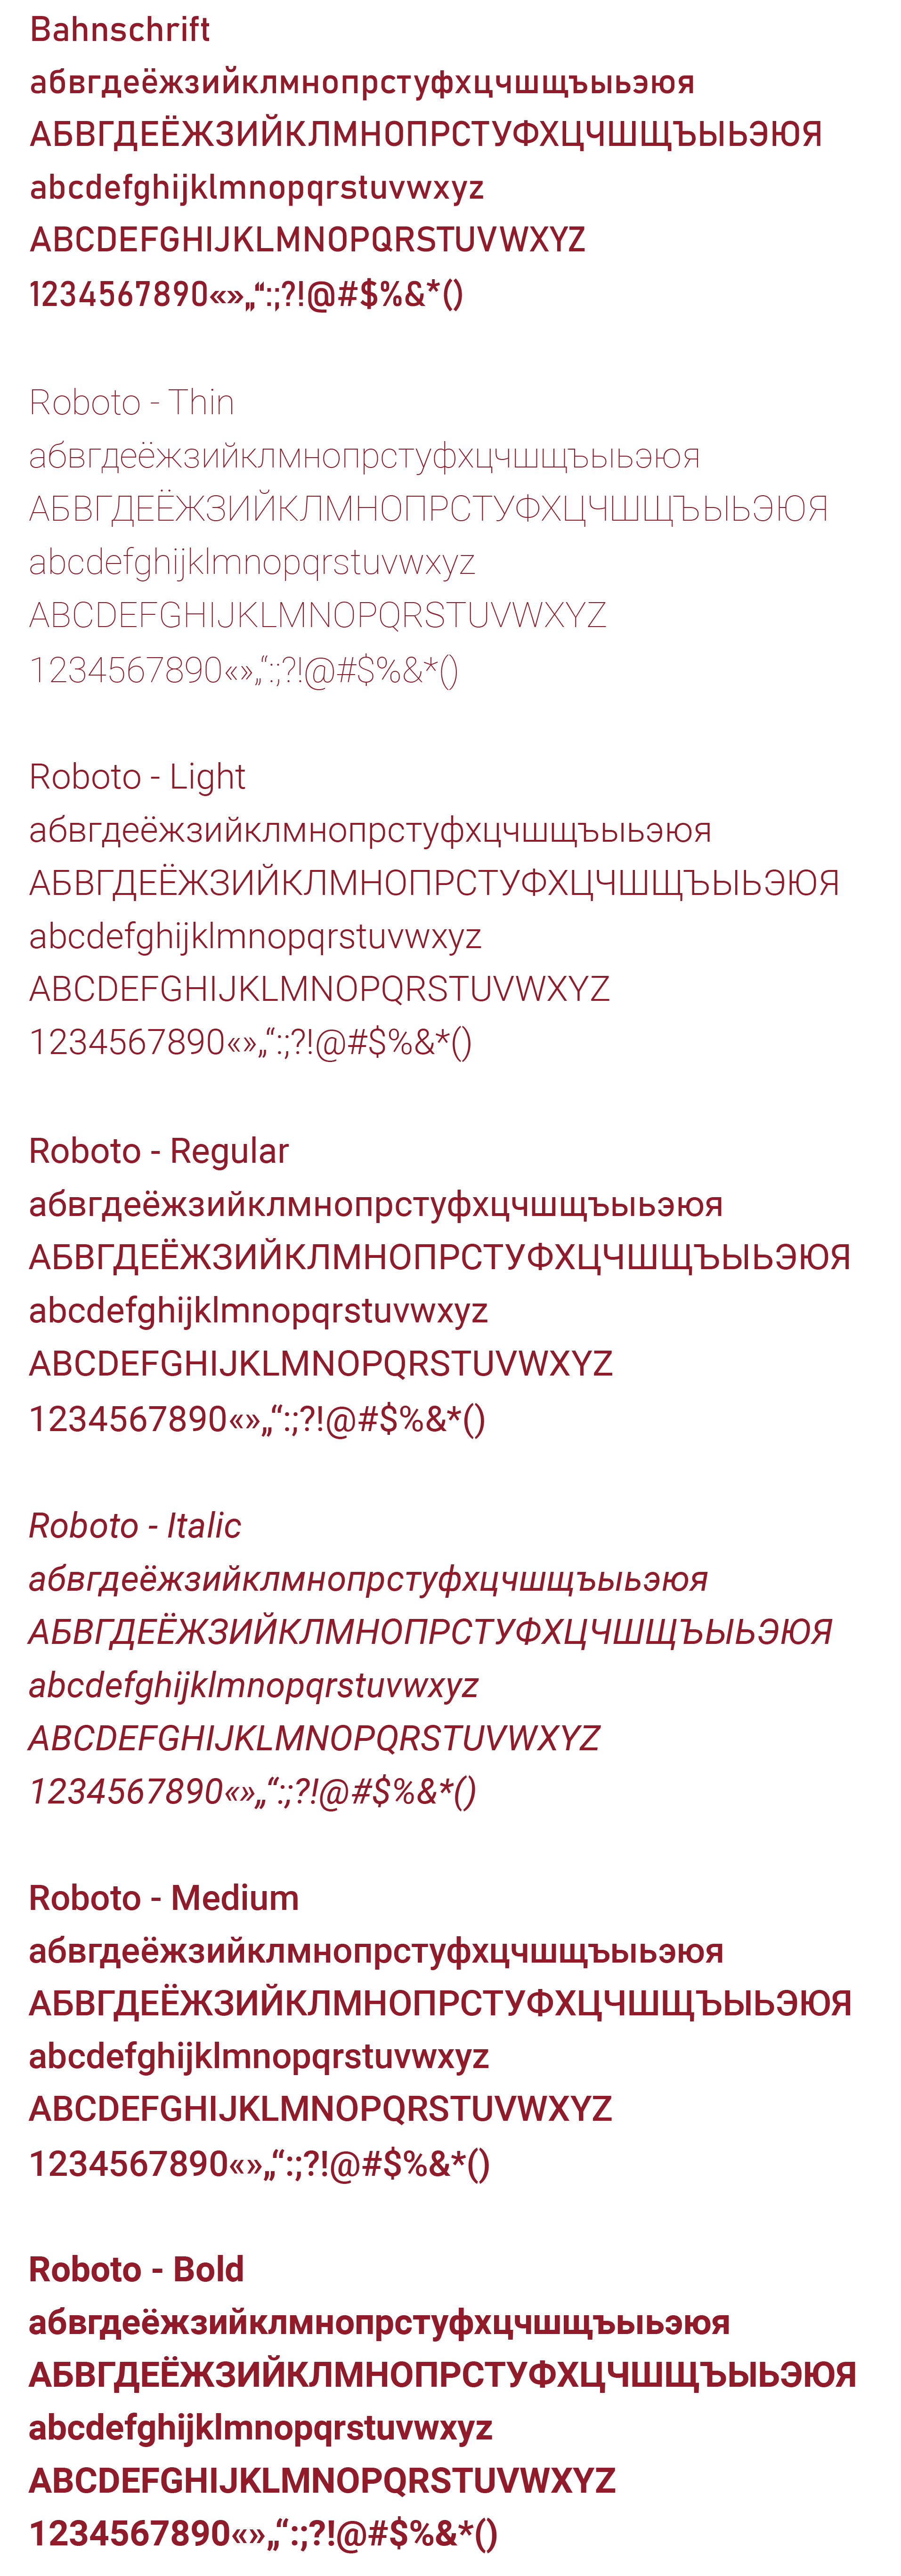 Bahnschrift
абвгдеёжзийклмнопрстуфхцчшщъыьэюя
АБВГДЕЁЖЗИЙКЛМНОПРСТУФХЦЧШЩЪЫЬЭЮЯ
abcdefghijklmnopqrstuvwxyz
ABCDEFGHIJKLMNOPQRSTUVWXYZ
1234567890«»„“:;?!@#$%&*()
Roboto - Thin
абвгдеёжзийклмнопрстуфхцчшщъыьэюя
АБВГДЕЁЖЗИЙКЛМНОПРСТУФХЦЧШЩЪЫЬЭЮЯ
abcdefghijklmnopqrstuvwxyz
ABCDEFGHIJKLMNOPQRSTUVWXYZ
1234567890«»„“:;?!@#$%&*()
Roboto - Light
абвгдеёжзийклмнопрстуфхцчшщъыьэюя
АБВГДЕЁЖЗИЙКЛМНОПРСТУФХЦЧШЩЪЫЬЭЮЯ
abcdefghijklmnopqrstuvwxyz
ABCDEFGHIJKLMNOPQRSTUVWXYZ
1234567890«»„“:;?!@#$%&*()
Roboto - Regular
абвгдеёжзийклмнопрстуфхцчшщъыьэюя
АБВГДЕЁЖЗИЙКЛМНОПРСТУФХЦЧШЩЪЫЬЭЮЯ
abcdefghijklmnopqrstuvwxyz
ABCDEFGHIJKLMNOPQRSTUVWXYZ
1234567890«»„“:;?!@#$%&*()
Roboto - Italic
абвгдеёжзийклмнопрстуфхцчшщъыьэюя
АБВГДЕЁЖЗИЙКЛМНОПРСТУФХЦЧШЩЪЫЬЭЮЯ
abcdefghijklmnopqrstuvwxyz
ABCDEFGHIJKLMNOPQRSTUVWXYZ
1234567890«»„“:;?!@#$%&*()
Roboto - Medium
абвгдеёжзийклмнопрстуфхцчшщъыьэюя
АБВГДЕЁЖЗИЙКЛМНОПРСТУФХЦЧШЩЪЫЬЭЮЯ
abcdefghijklmnopqrstuvwxyz
ABCDEFGHIJKLMNOPQRSTUVWXYZ
1234567890«»„“:;?!@#$%&*()
Roboto - Bold
абвгдеёжзийклмнопрстуфхцчшщъыьэюя
АБВГДЕЁЖЗИЙКЛМНОПРСТУФХЦЧШЩЪЫЬЭЮЯ
abcdefghijklmnopqrstuvwxyz
ABCDEFGHIJKLMNOPQRSTUVWXYZ
1234567890«»„“:;?!@#$%&*()